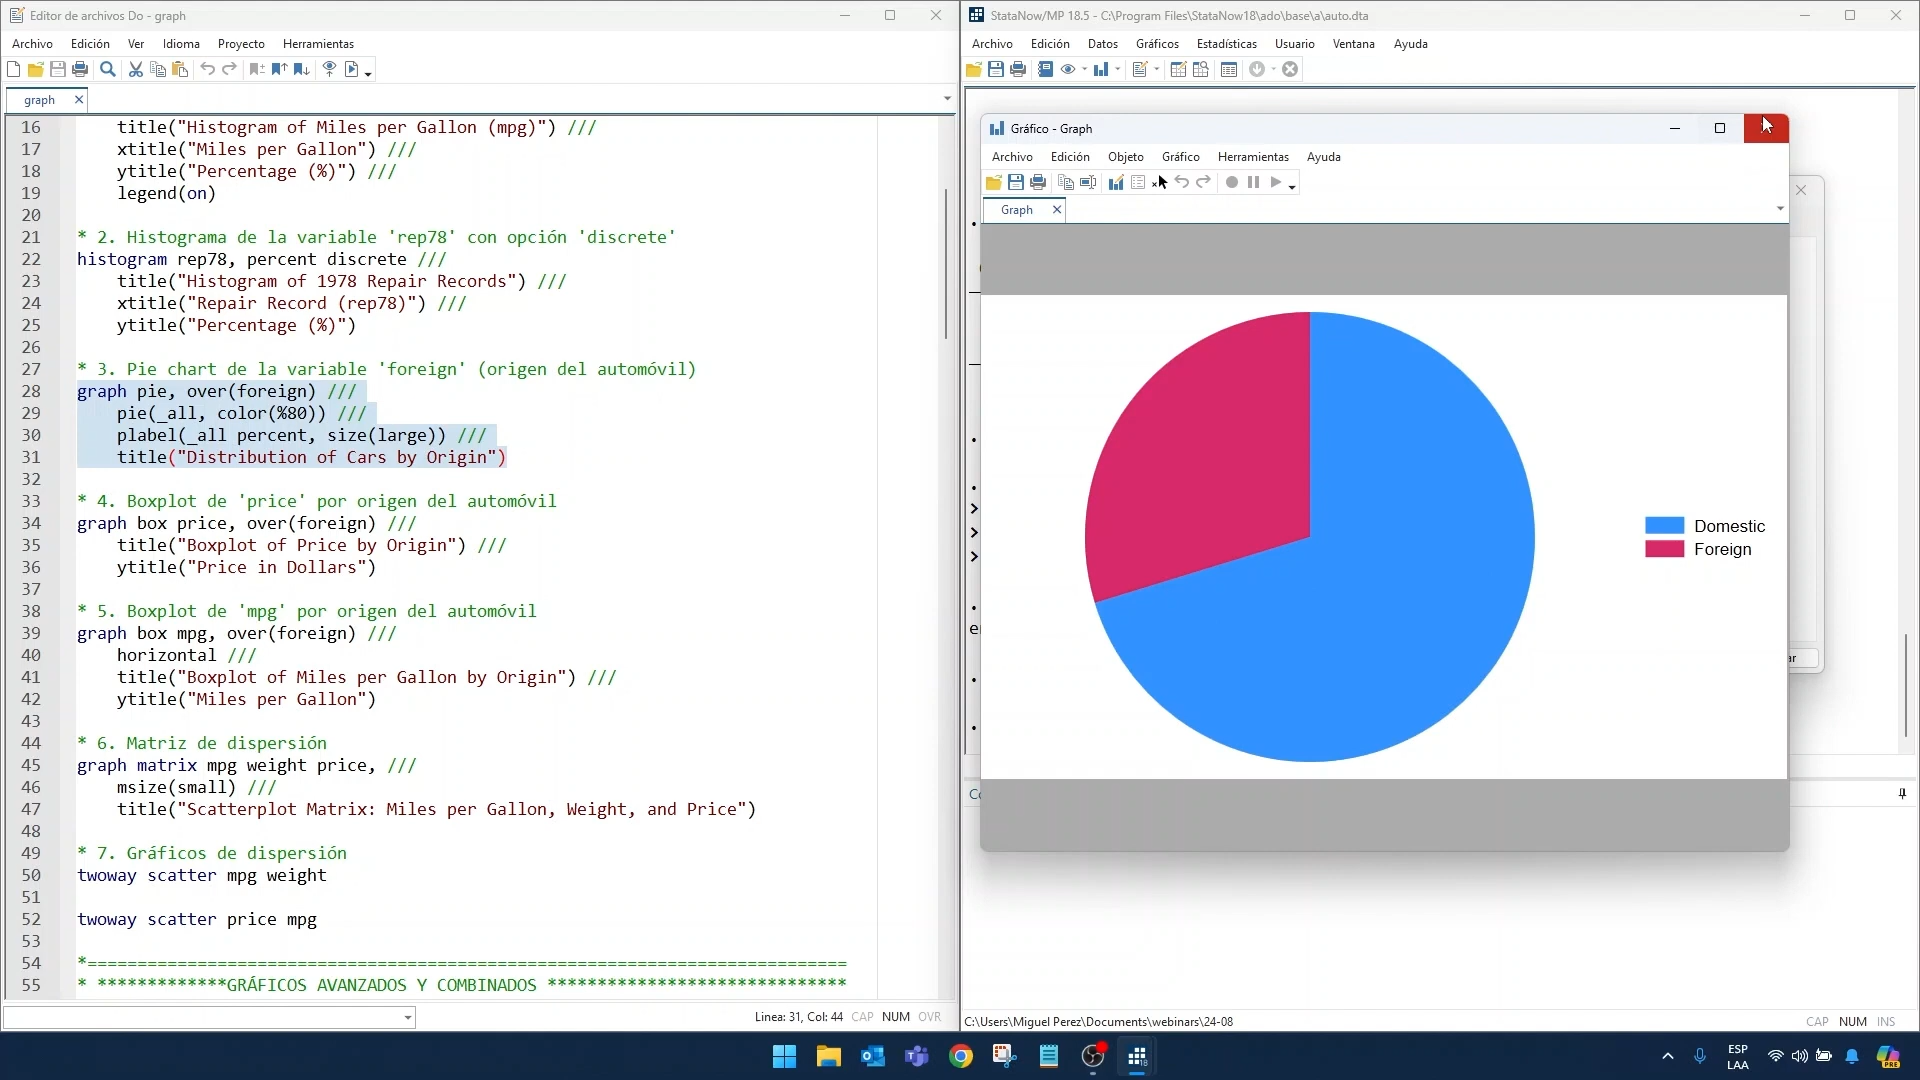 Editor de archivos Do - graph
Archivo Edición Ver Idioma Proyecto Herramientas
graph
16 title("Histogram of Miles per Gallon (mpg)") ///
17 xtitle("Miles per Gallon") ///
18 ytitle("Percentage (%)") ///
19 legend(on)
20
21 * 2. Histograma de la variable 'rep78' con opción 'discrete'
22 histogram rep78, percent discrete ///
23 title("Histogram of 1978 Repair Records") ///
24 xtitle("Repair Record (rep78)") ///
25 ytitle("Percentage (%)")
26
27 * 3. Pie chart de la variable 'foreign' (origen del automóvil)
28 graph pie, over(foreign) ///
29 pie(_all, color(%80)) ///
30 plabel(_all percent, size(large)) ///
31 title("Distribution of Cars by Origin")
32
33 * 4. Boxplot de 'price' por origen del automóvil
34 graph box price, over(foreign) ///
35 title("Boxplot of Price by Origin") ///
36 ytitle("Price in Dollars")
37
38 * 5. Boxplot de 'mpg' por origen del automóvil
39 graph box mpg, over(foreign) ///
40 horizontal ///
41 title("Boxplot of Miles per Gallon by Origin") ///
42 ytitle("Miles per Gallon")
43
44 * 6. Matriz de dispersión
45 graph matrix mpg weight price, ///
46 msize(small) ///
47 title("Scatterplot Matrix: Miles per Gallon, Weight, and Price")
48
49 * 7. Gráficos de dispersión
50 twoway scatter mpg weight
51
52 twoway scatter price mpg
53
54 *============================================================================
55 * *************GRÁFICOS AVANZADOS Y COMBINADOS ******************************
Linea: 31, Col: 44 CAP NUM OVR
StataNow/MP 18.5 - C:\Program Files\StataNow18\ado\base\a\auto.dta
Archivo Edición Datos Gráficos Estadísticas Usuario Ventana Ayuda
Gráfico - Graph
Archivo Edición Objeto Gráfico Herramientas Ayuda
Graph
Domestic
Foreign
C:\Users\Miguel Perez\Documents\webinars\24-08
CAP NUM INS
ESP
LAA